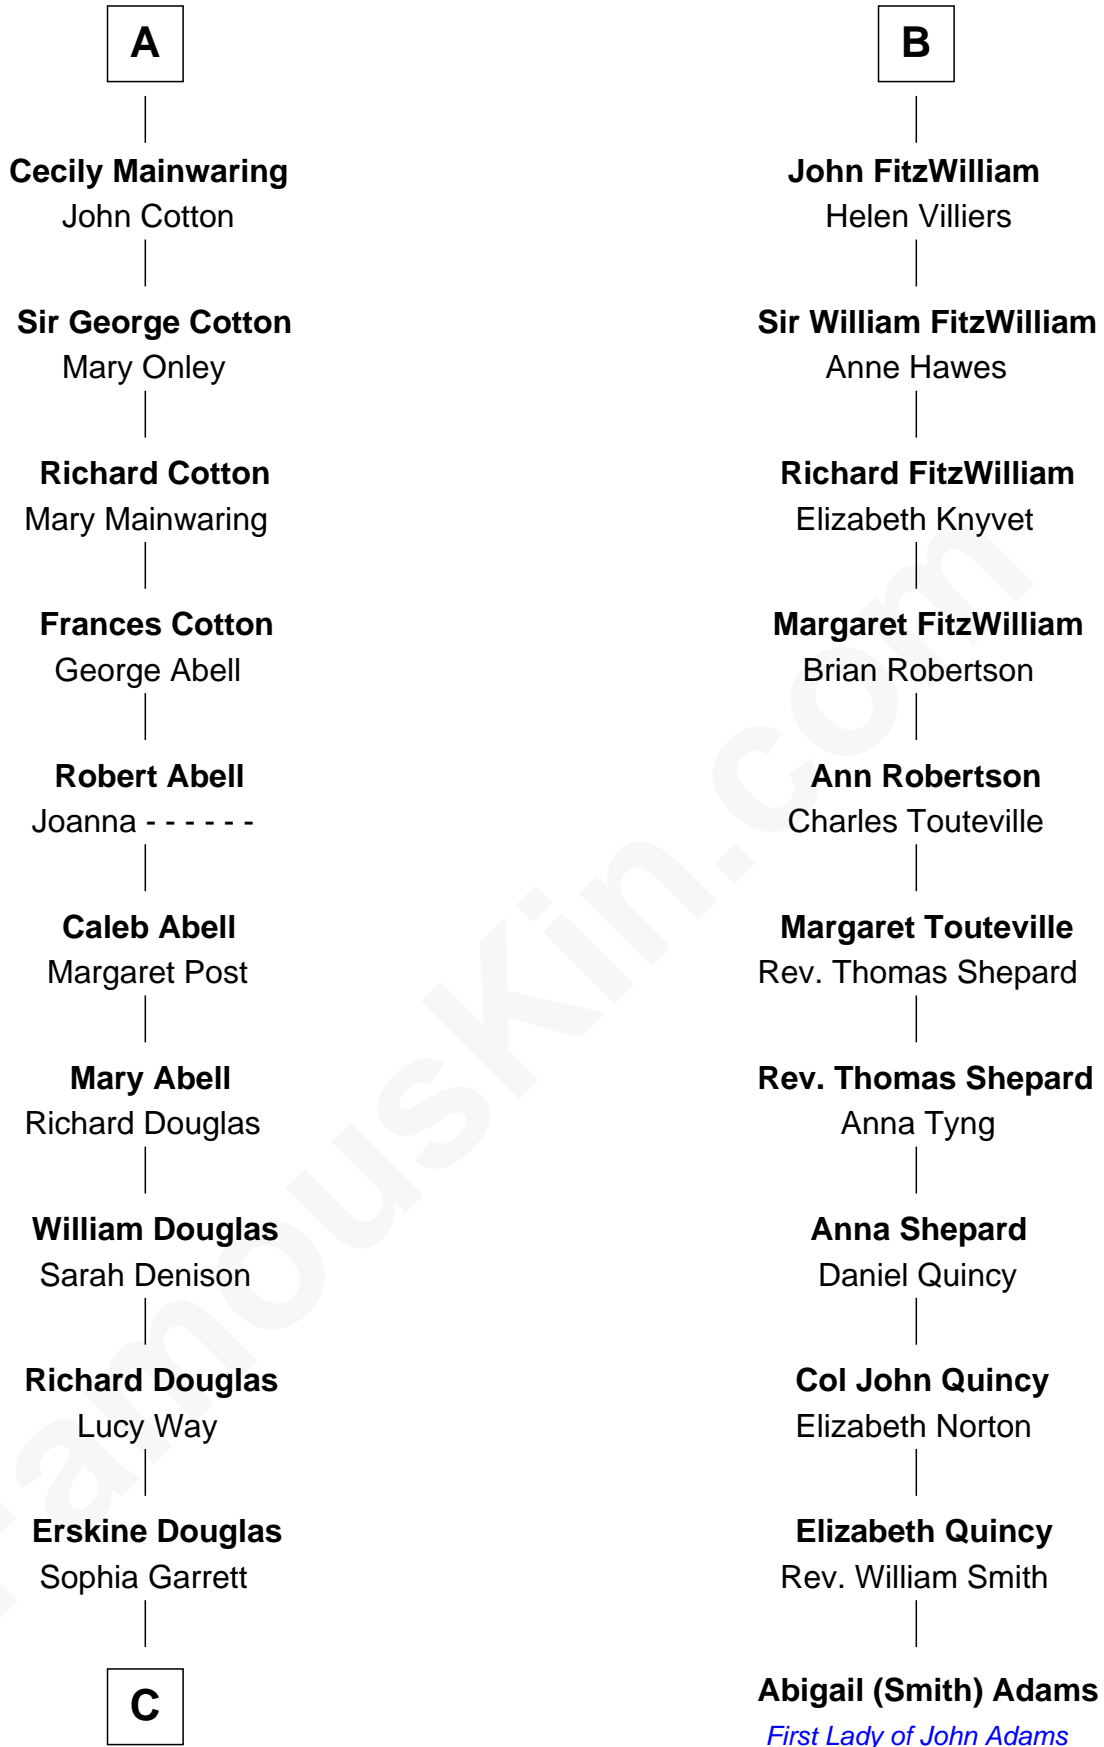 A
Cecily Mainwaring
John Cotton
Sir George Cotton
Mary Onley
Richard Cotton
Mary Mainwaring
Frances Cotton
George Abell
Robert Abell
Joanna - - - - - -
Caleb Abell
Margaret Post
Mary Abell
Richard Douglas
William Douglas
Sarah Denison
Richard Douglas
Lucy Way
Erskine Douglas
Sophia Garrett
C
B
John FitzWilliam
Helen Villiers
Sir William FitzWilliam
Anne Hawes
Richard FitzWilliam
Elizabeth Knyvet
Margaret FitzWilliam
Brian Robertson
Ann Robertson
Charles Touteville
Margaret Touteville
Rev. Thomas Shepard
Rev. Thomas Shepard
Anna Tyng
Anna Shepard
Daniel Quincy
Col John Quincy
Elizabeth Norton
Elizabeth Quincy
Rev. William Smith
Abigail (Smith) Adams
First Lady of John Adams
FamousKin.com